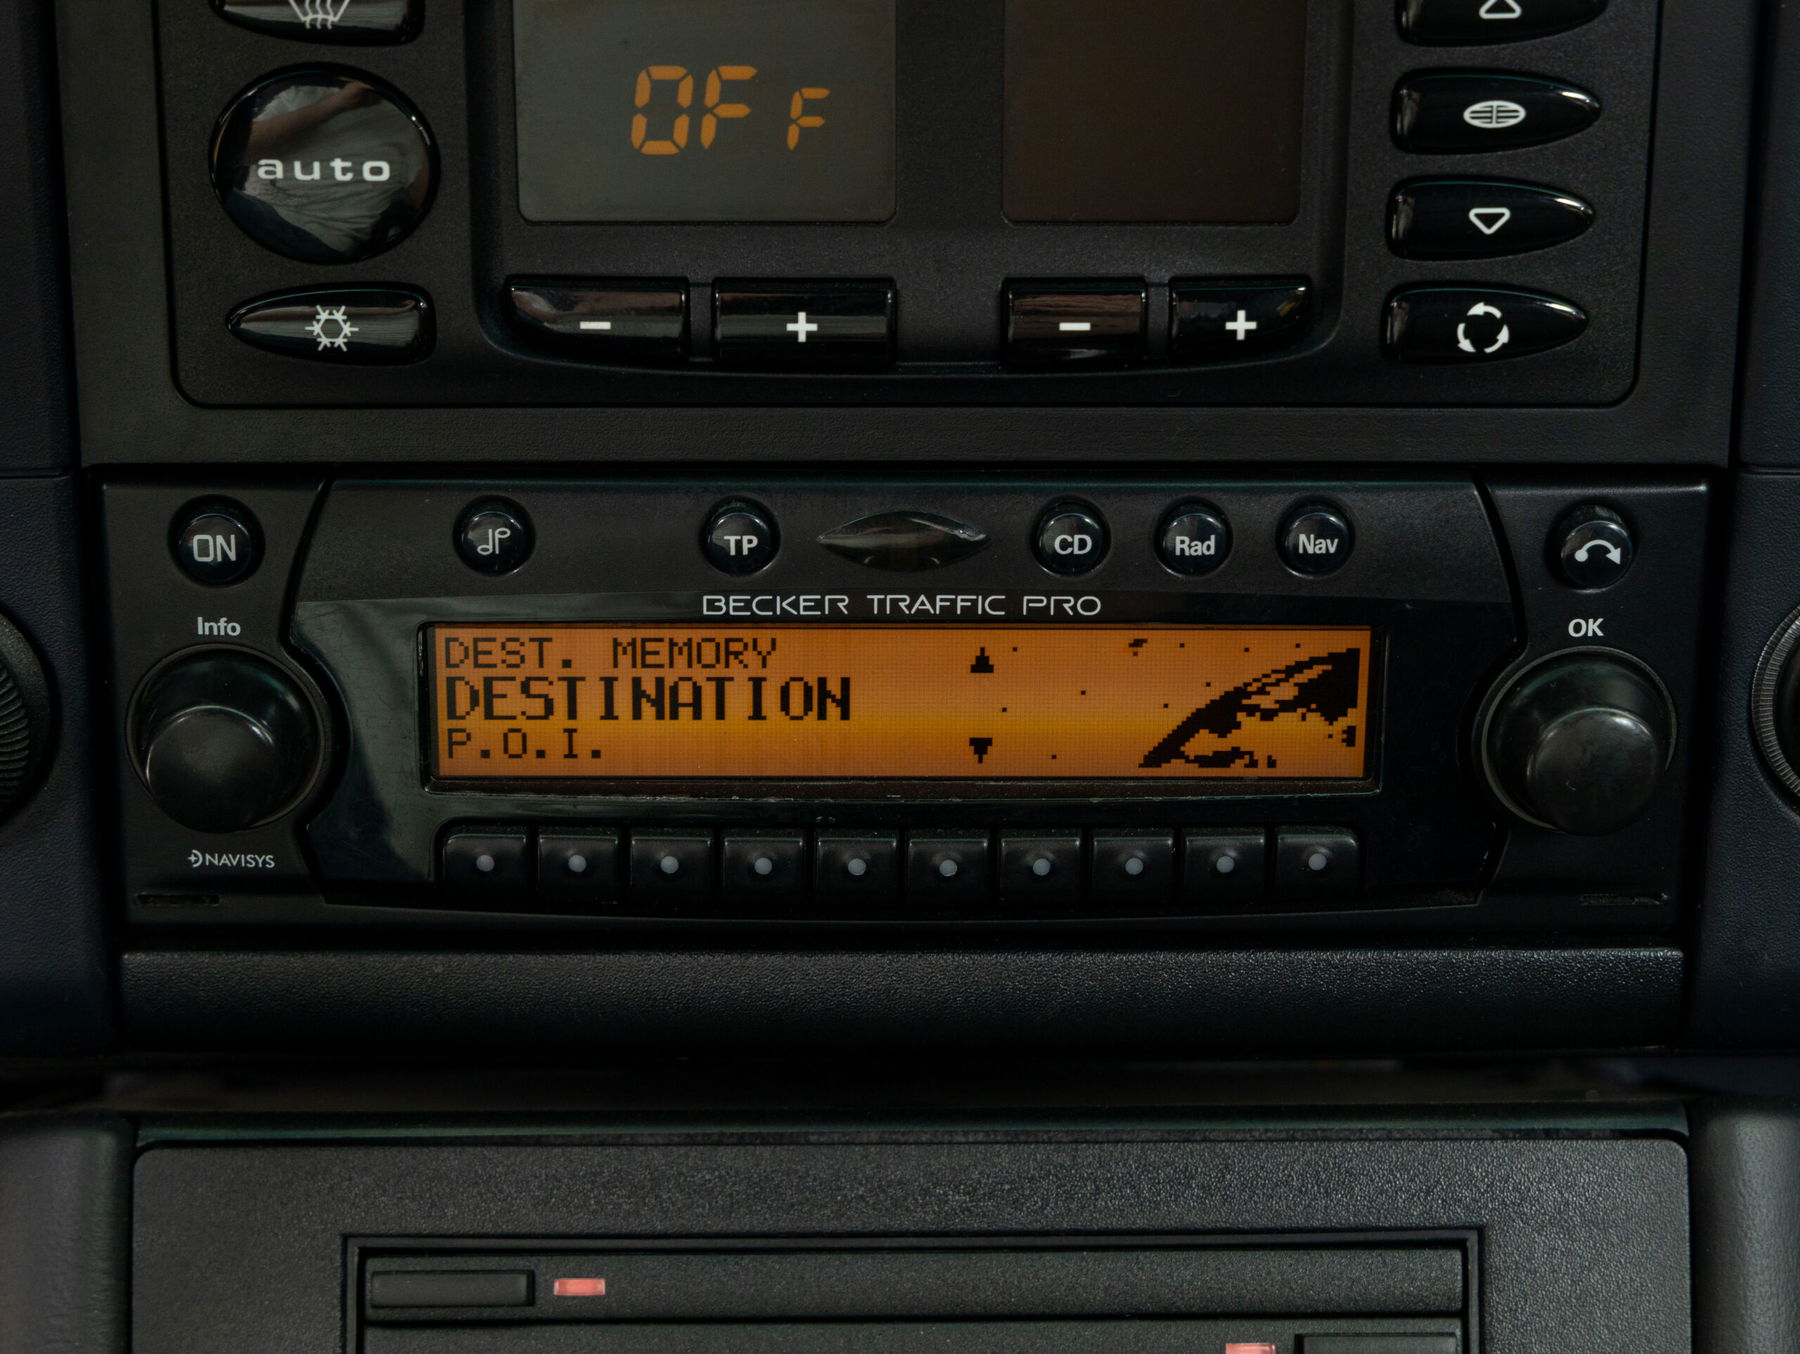 OFF
auto
- + - +
ON TP CD Rad Nav
BECKER TRAFFIC PRO
Info
OK
DEST. MEMORY
DESTINATION
P.O.I.
NAVISYS